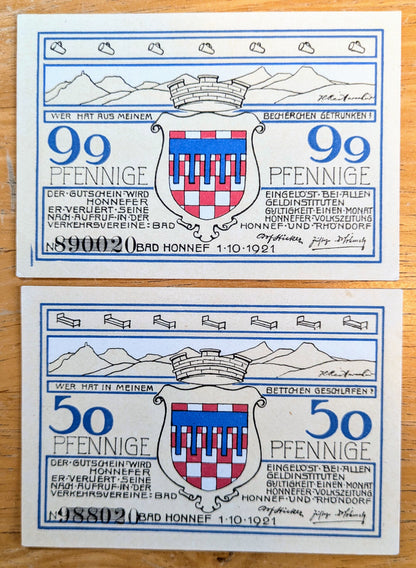 WER HAT AUS MEINEM BECHERCHEN GETRUNKEN?
99 99
PFENNIGE PFENNIGE
DER·GUTSCHEIN·WIRD EINGELÖST·BEI·ALLEN
HONNEFER GELDINSTITUTEN
ER·VERLIERT·SEINE GÜLTIGKEIT·EINEN·MONAT
NACH·AUFRUF·IN·DER HONNEFER·VOLKSZEITUNG
VERKEHRSVEREINE:BAD HONNEF·UND·RHÖNDORF
No 890020 BAD HONNEF 1·10·1921
WER HAT IN MEINEM BETTCHEN GESCHLAFEN?
50 50
PFENNIGE PFENNIGE
DER·GUTSCHEIN·WIRD EINGELÖST·BEI·ALLEN
HONNEFER GELDINSTITUTEN
ER·VERLIERT·SEINE GÜLTIGKEIT·EINEN·MONAT
NACH·AUFRUF·IN·DER HONNEFER·VOLKSZEITUNG
VERKEHRSVEREINE:BAD HONNEF·UND·RHÖNDORF
No 988020 BAD HONNEF 1·10·1921